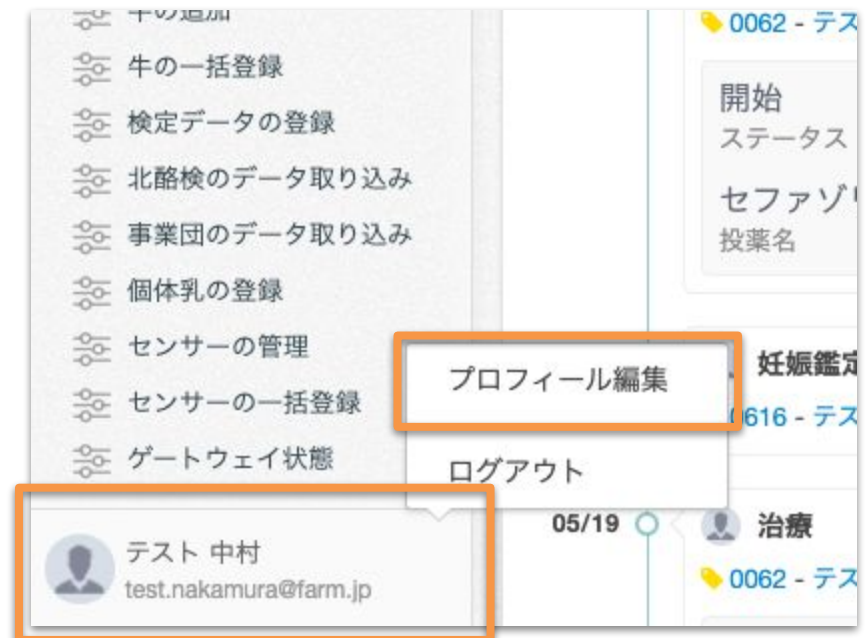 牛の追加
牛の一括登録
検定データの登録
北酪検のデータ取り込み
事業団のデータ取り込み
個体乳の登録
センサーの管理
センサーの一括登録
ゲートウェイ状態
テスト 中村
test.nakamura@farm.jp
プロフィール編集
ログアウト
0062 - テス
開始
ステータス
セファゾリ
投薬名
妊娠鑑定
0616 - テス
05/19
治療
0062 - テス